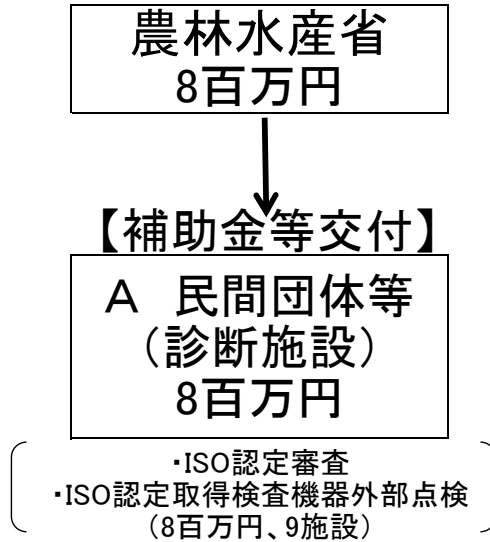 農林水産省
8百万円
【補助金等交付】
A 民間団体等
（診断施設）
8百万円
・ISO認定審査
・ISO認定取得検査機器外部点検
（8百万円、9施設）